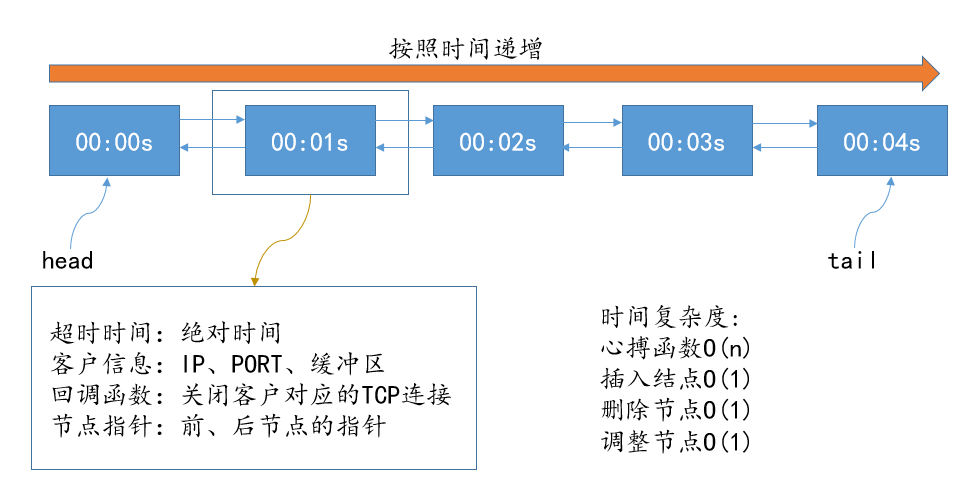 按照时间递增
00:00s
00:01s
00:02s
00:03s
00:04s
head
tail
超时时间：绝对时间
客户信息：IP、PORT、缓冲区
回调函数：关闭客户对应的TCP连接
节点指针：前、后节点的指针
时间复杂度：
心搏函数O(n)
插入结点O(1)
删除节点O(1)
调整节点O(1)